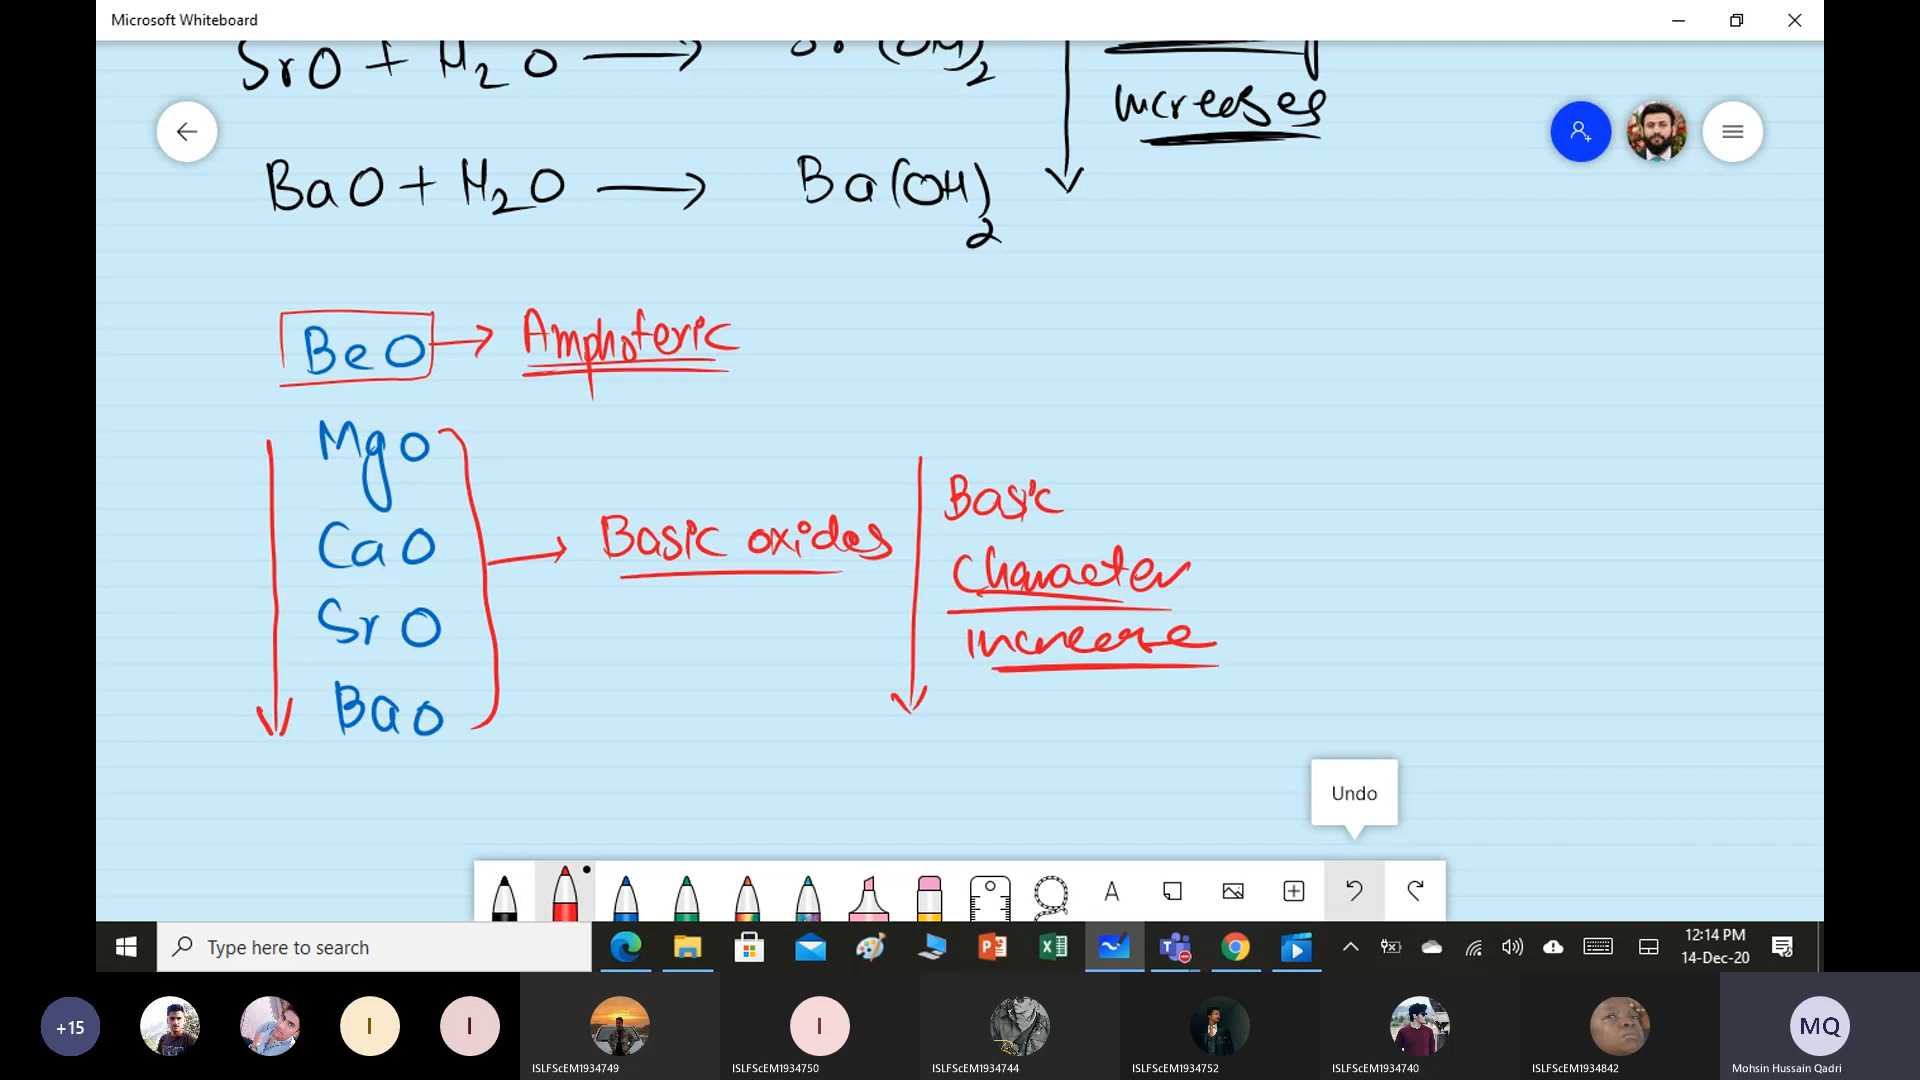 Microsoft Whiteboard
SrO + H2O → (OH)2
increases
BaO + H2O → Ba(OH)2
BeO → Amphoteric
MgO
CaO
SrO
BaO
→ Basic oxides
Basic
Character
increase
Undo
A
Type here to search
12:14 PM
14-Dec-20
+15
I
I
I
MQ
ISLFScEM1934749
ISLFScEM1934750
ISLFScEM1934744
ISLFScEM1934752
ISLFScEM1934740
ISLFScEM1934842
Mohsin Hussain Qadri